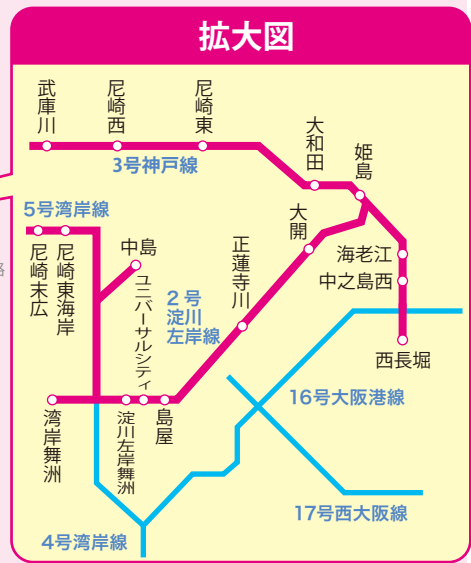 拡大図
武庫川
尼崎西
尼崎東
大和田
姫島
3号神戸線
5号湾岸線
尼崎末広
尼崎東海岸
中島
ユニバーサルシティ
2号
淀川
左岸線
正蓮寺川
大開
海老江
中之島西
西長堀
湾岸舞洲
淀川左岸舞洲
島屋
16号大阪港線
17号西大阪線
4号湾岸線